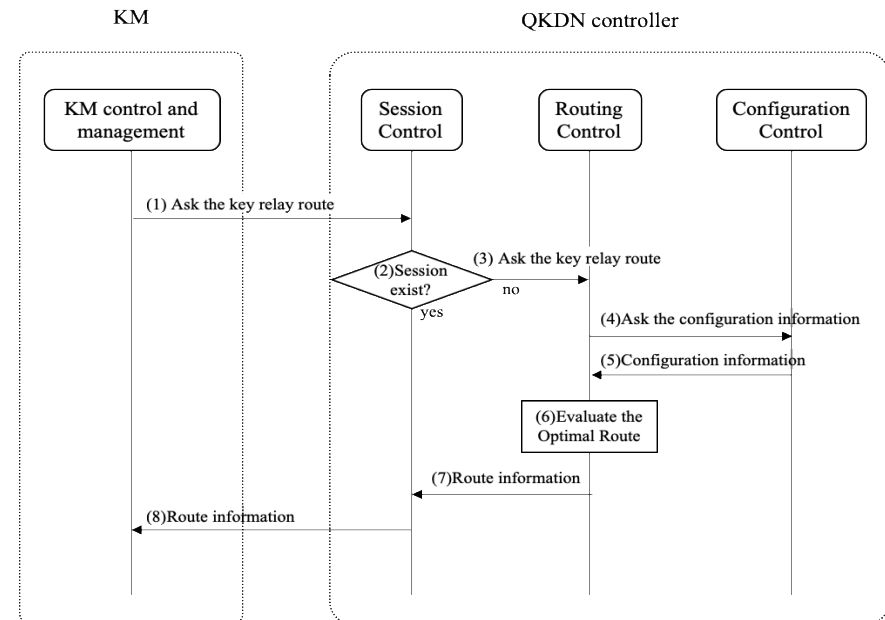 KM
QKDN controller
KM control and
management
Session
Control
Routing
Control
Configuration
Control
(1) Ask the key relay route
(2)Session
exist?
(3) Ask the key relay route
no
yes
(4)Ask the configuration information
(5)Configuration information
(6)Evaluate the
Optimal Route
(7)Route information
(8)Route information